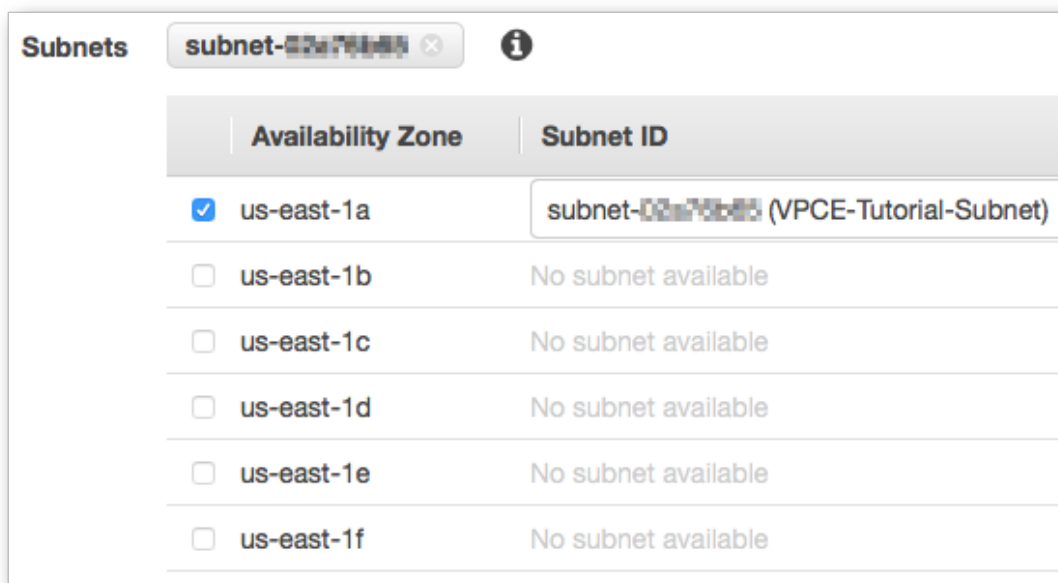 Subnets subnet-
Availability Zone Subnet ID
us-east-1a subnet- (VPCE-Tutorial-Subnet)
us-east-1b No subnet available
us-east-1c No subnet available
us-east-1d No subnet available
us-east-1e No subnet available
us-east-1f No subnet available